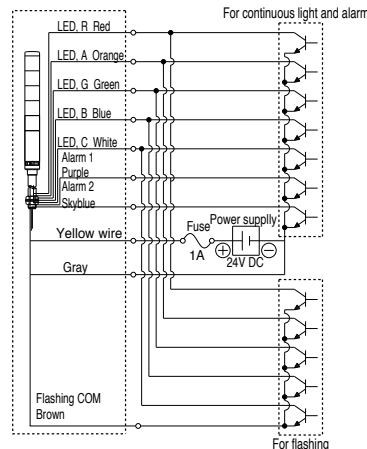 For continuous light and alarm
LED, R Red
LED, A Orange
LED, G Green
LED, B Blue
LED, C White
Alarm 1
Purple
Alarm 2
Skyblue
Yellow wire
Fuse
1A
Power supplly
24V DC
Gray
Flashing COM
Brown
For flashing